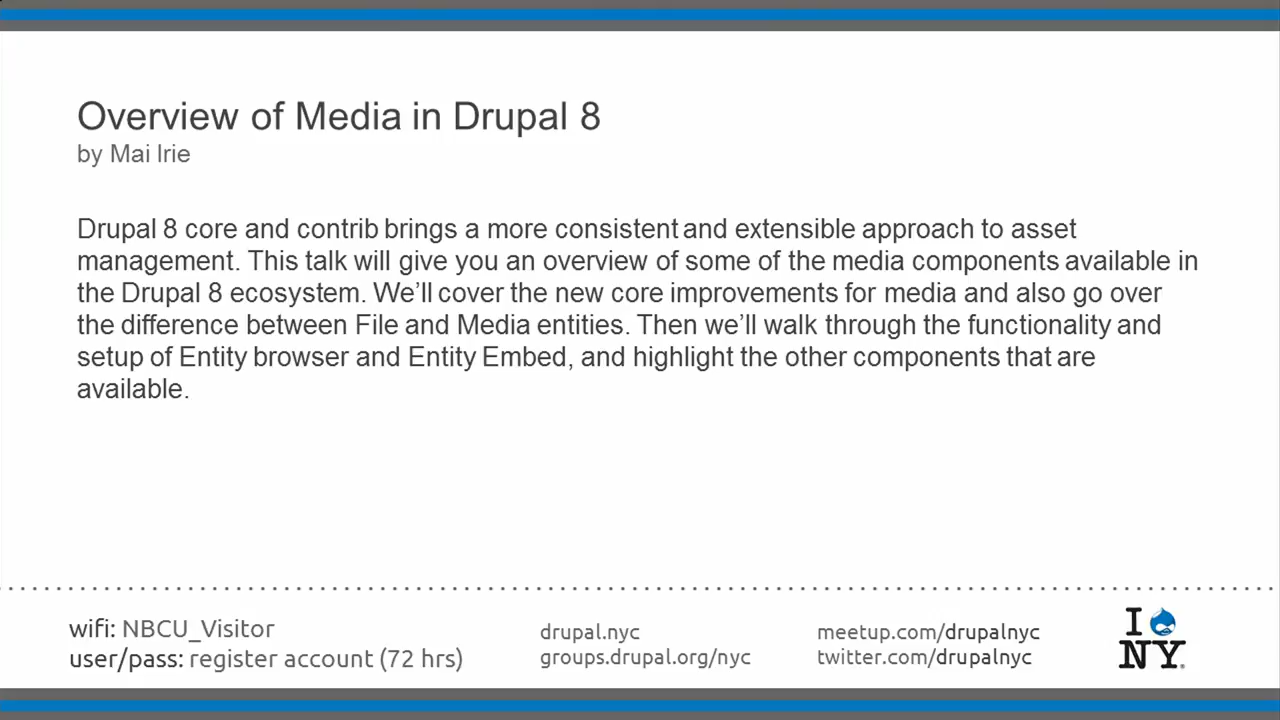 Overview of Media in Drupal 8
by Mai Irie
Drupal 8 core and contrib brings a more consistent and extensible approach to asset
management. This talk will give you an overview of some of the media components available in
the Drupal 8 ecosystem. We'll cover the new core improvements for media and also go over
the difference between File and Media entities. Then we'll walk through the functionality and
setup of Entity browser and Entity Embed, and highlight the other components that are
available.
wifi: NBCU_Visitor
user/pass: register account (72 hrs)
drupal.nyc
groups.drupal.org/nyc
meetup.com/drupalnyc
twitter.com/drupalnyc
I
NY®